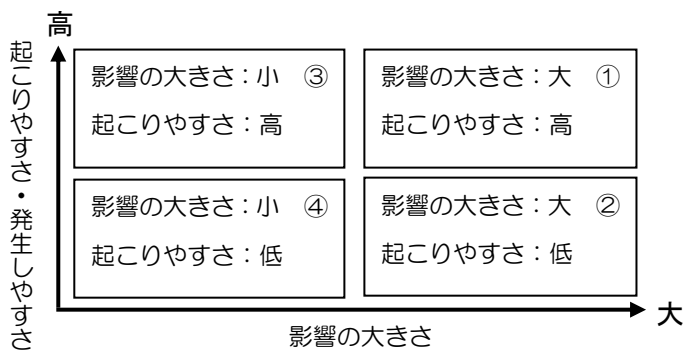 高
起こりやすさ・発生しやすさ
影響の大きさ:小 ③
起こりやすさ:高
影響の大きさ:大 ①
起こりやすさ:高
影響の大きさ:小 ④
起こりやすさ:低
影響の大きさ:大 ②
起こりやすさ:低
大
影響の大きさ